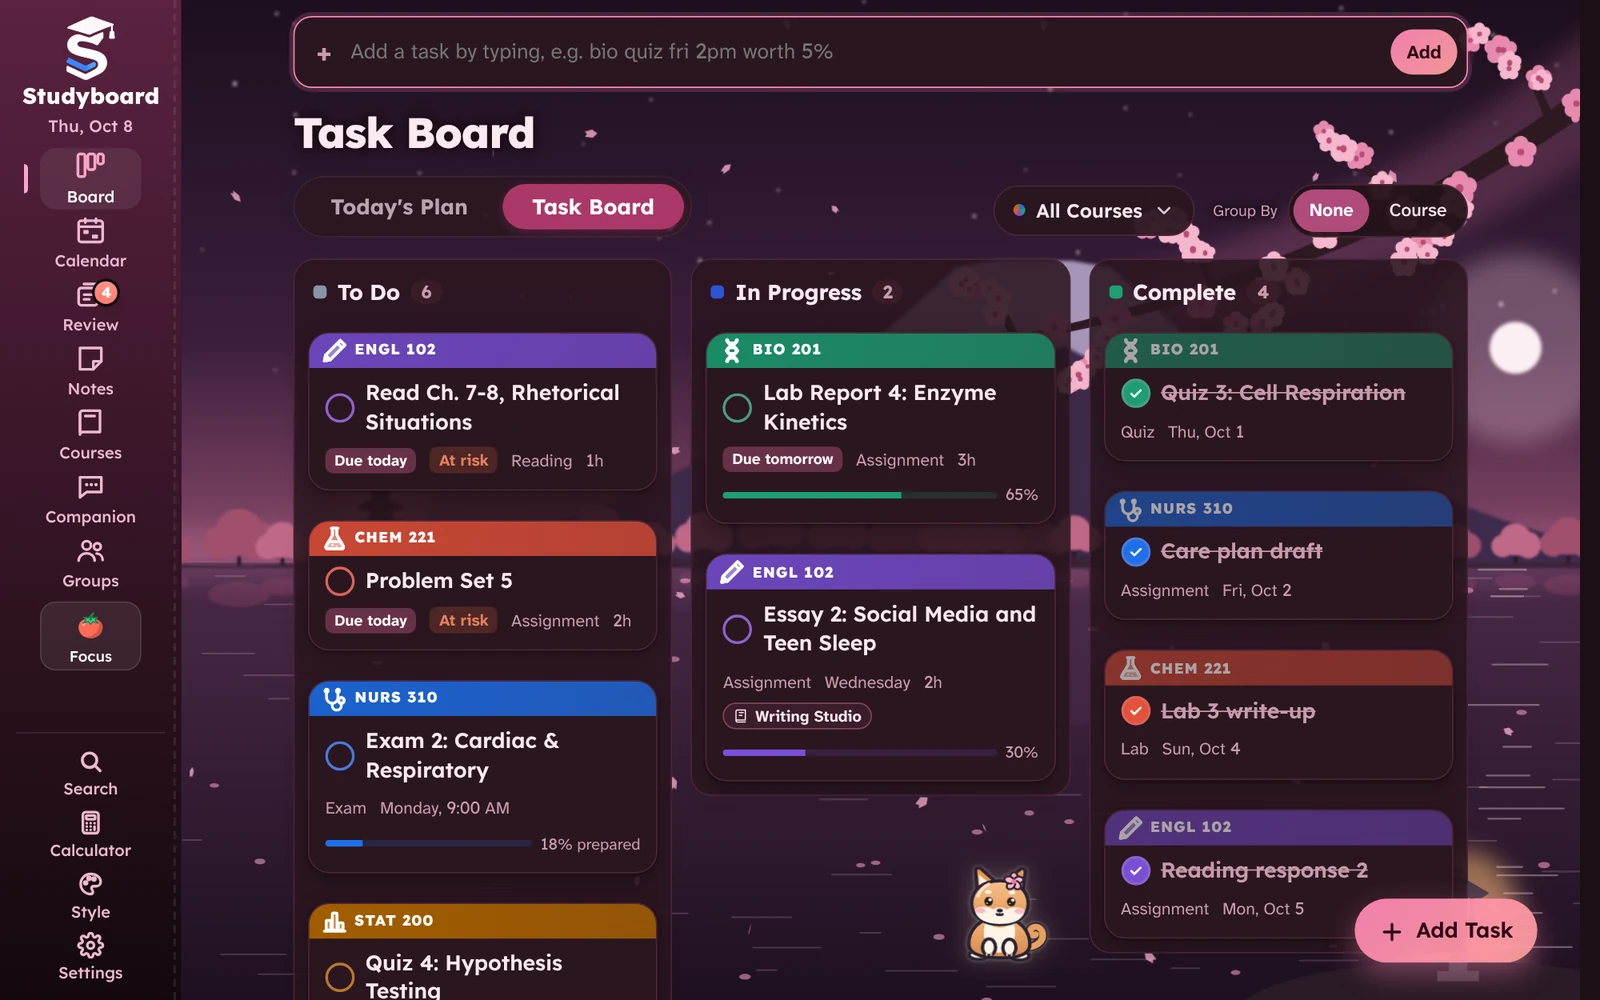 Studyboard
Thu, Oct 8
Board
Calendar
4
Review
Notes
Courses
Companion
Groups
Focus
Search
Calculator
Style
Settings
+ Add a task by typing, e.g. bio quiz fri 2pm worth 5%
Add
Task Board
Today's Plan
Task Board
All Courses
Group By
None
Course
To Do 6
ENGL 102
Read Ch. 7-8, Rhetorical
Situations
Due today At risk Reading 1h
CHEM 221
Problem Set 5
Due today At risk Assignment 2h
NURS 310
Exam 2: Cardiac &
Respiratory
Exam Monday, 9:00 AM
18% prepared
STAT 200
Quiz 4: Hypothesis
Testing
In Progress 2
BIO 201
Lab Report 4: Enzyme
Kinetics
Due tomorrow Assignment 3h
65%
ENGL 102
Essay 2: Social Media and
Teen Sleep
Assignment Wednesday 2h
Writing Studio
30%
Complete 4
BIO 201
Quiz 3: Cell Respiration
Quiz Thu, Oct 1
NURS 310
Care plan draft
Assignment Fri, Oct 2
CHEM 221
Lab 3 write-up
Lab Sun, Oct 4
ENGL 102
Reading response 2
Assignment Mon, Oct 5
+ Add Task